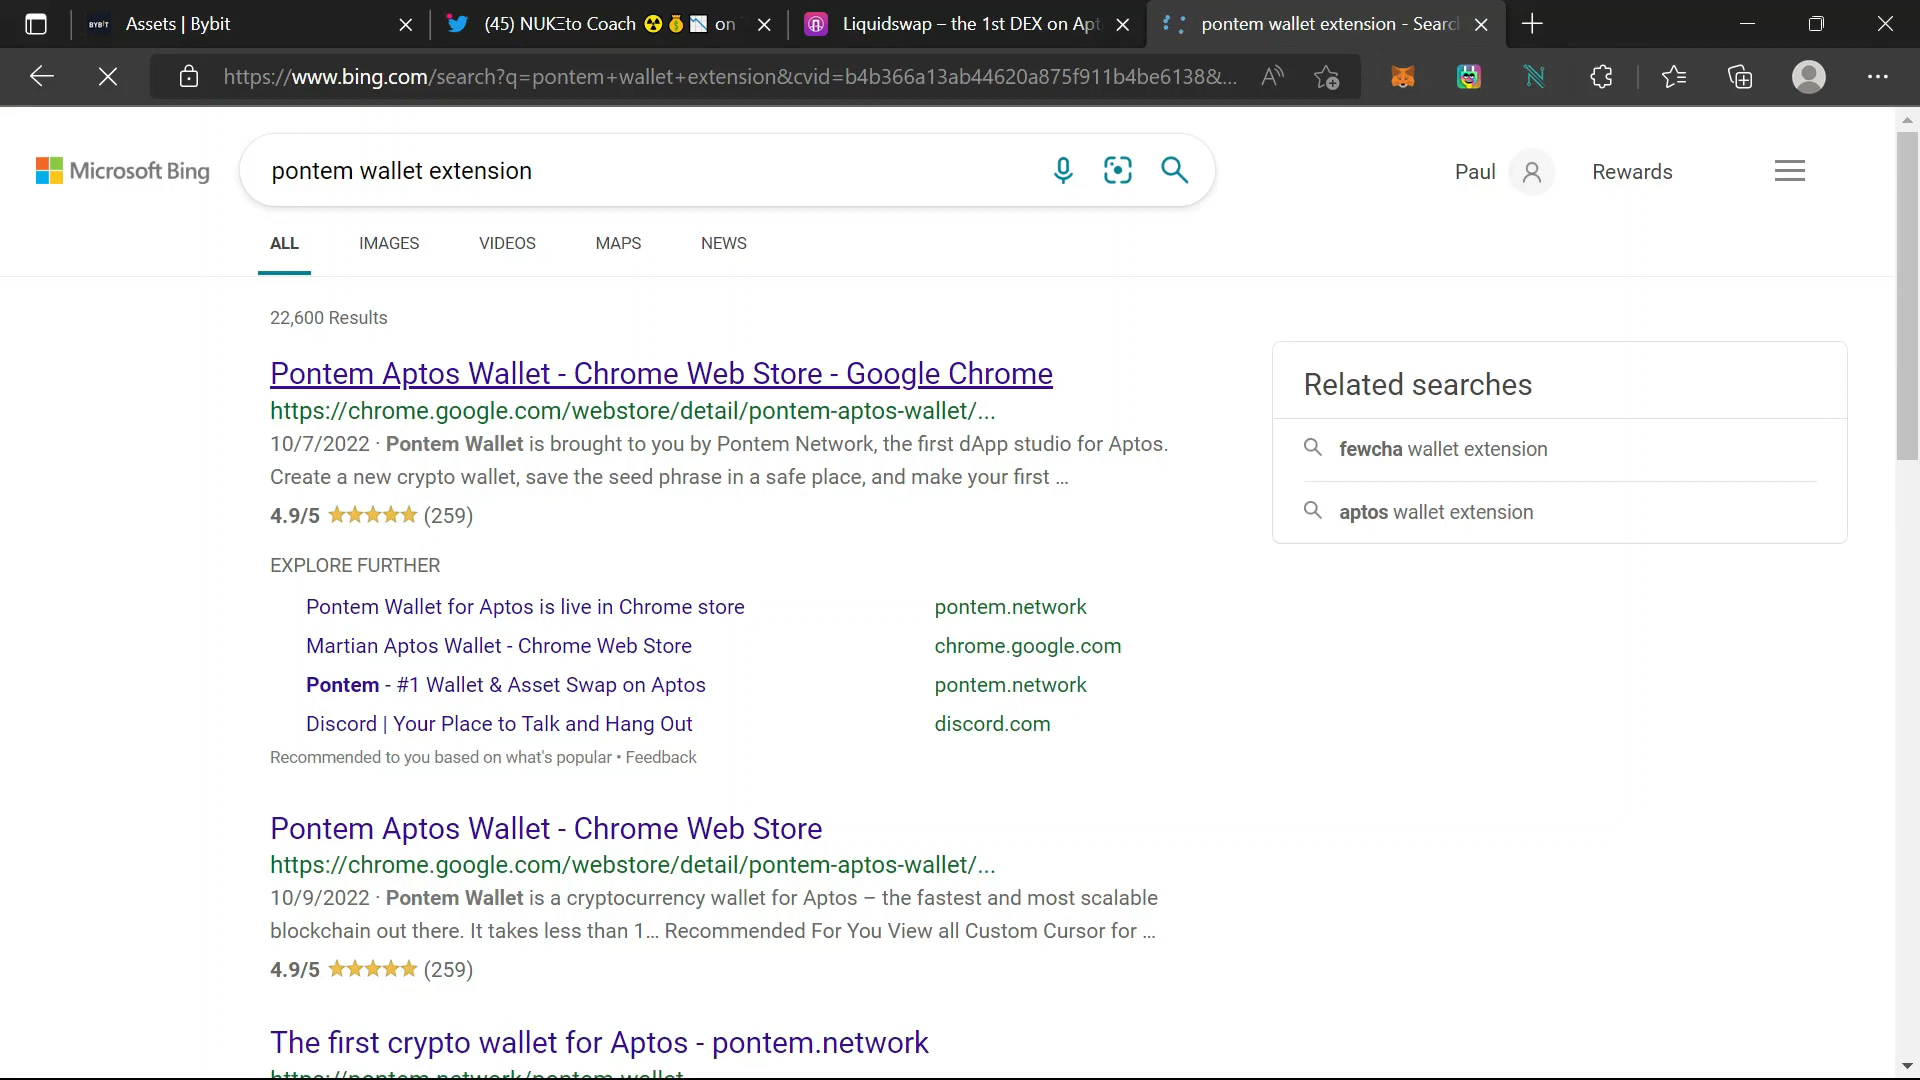 BYBIT Assets | Bybit
(45) NUKΞto Coach ☢️💰📉 on
Liquidswap – the 1st DEX on Apt
pontem wallet extension - Search
https://www.bing.com/search?q=pontem+wallet+extension&cvid=b4b366a13ab44620a875f911b4be6138&...
Microsoft Bing
pontem wallet extension
Paul
Rewards
ALL
IMAGES
VIDEOS
MAPS
NEWS
22,600 Results
Pontem Aptos Wallet - Chrome Web Store - Google Chrome
https://chrome.google.com/webstore/detail/pontem-aptos-wallet/...
10/7/2022 · Pontem Wallet is brought to you by Pontem Network, the first dApp studio for Aptos.
Create a new crypto wallet, save the seed phrase in a safe place, and make your first ...
4.9/5 ★★★★★ (259)
EXPLORE FURTHER
Pontem Wallet for Aptos is live in Chrome store pontem.network
Martian Aptos Wallet - Chrome Web Store chrome.google.com
Pontem - #1 Wallet & Asset Swap on Aptos pontem.network
Discord | Your Place to Talk and Hang Out discord.com
Recommended to you based on what's popular • Feedback
Pontem Aptos Wallet - Chrome Web Store
https://chrome.google.com/webstore/detail/pontem-aptos-wallet/...
10/9/2022 · Pontem Wallet is a cryptocurrency wallet for Aptos – the fastest and most scalable
blockchain out there. It takes less than 1... Recommended For You View all Custom Cursor for ...
4.9/5 ★★★★★ (259)
The first crypto wallet for Aptos - pontem.network
https://pontem.network/pontem-wallet
Related searches
fewcha wallet extension
aptos wallet extension